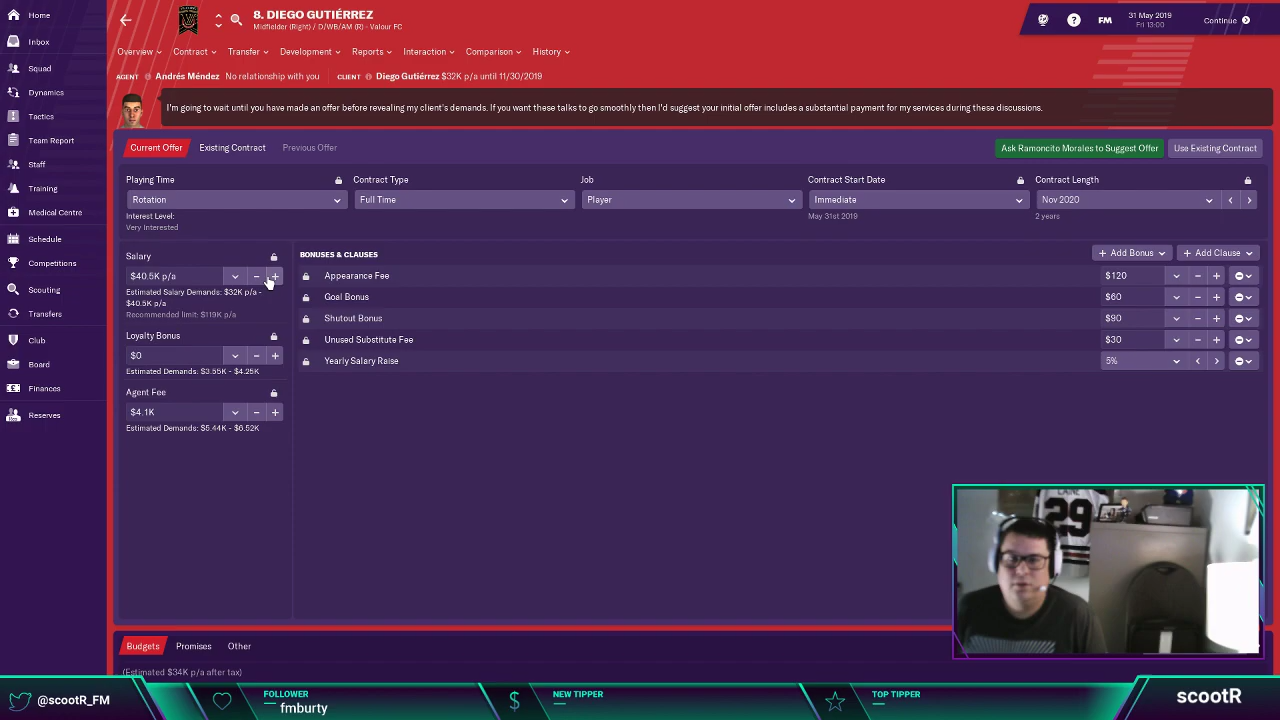 Home
Inbox
Squad
Dynamics
Tactics
Team Report
Staff
Training
Medical Centre
Schedule
Competitions
Scouting
Transfers
Club
Board
Finances
Reserves
8. DIEGO GUTIÉRREZ
Midfielder (Right) / D/WB/AM (R) - Valour FC
FM
31 May 2019
Fri 13:00
Continue
Overview Contract Transfer Development Reports Interaction Comparison History
AGENT Andrés Méndez No relationship with you CLIENT Diego Gutiérrez $32K p/a until 11/30/2019
I'm going to wait until you have made an offer before revealing my client's demands. If you want these talks to go smoothly then I'd suggest your initial offer includes a substantial payment for my services during these discussions.
Current Offer Existing Contract Previous Offer
Ask Ramoncito Morales to Suggest Offer Use Existing Contract
Playing Time Contract Type Job Contract Start Date Contract Length
Rotation Full Time Player Immediate Nov 2020
Interest Level: May 31st 2019 2 years
Very Interested
Salary
$40.5K p/a
Estimated Salary Demands: $32K p/a -
$40.5K p/a
Recommended limit: $119K p/a
Loyalty Bonus
$0
Estimated Demands: $3.55K - $4.25K
Agent Fee
$4.1K
Estimated Demands: $5.44K - $6.52K
BONUSES & CLAUSES
+ Add Bonus + Add Clause
Appearance Fee $120
Goal Bonus $60
Shutout Bonus $90
Unused Substitute Fee $30
Yearly Salary Raise 5%
29
Budgets Promises Other
(Estimated $34K p/a after tax)
@scootR_FM
FOLLOWER
fmburty
NEW TIPPER
TOP TIPPER
scootR